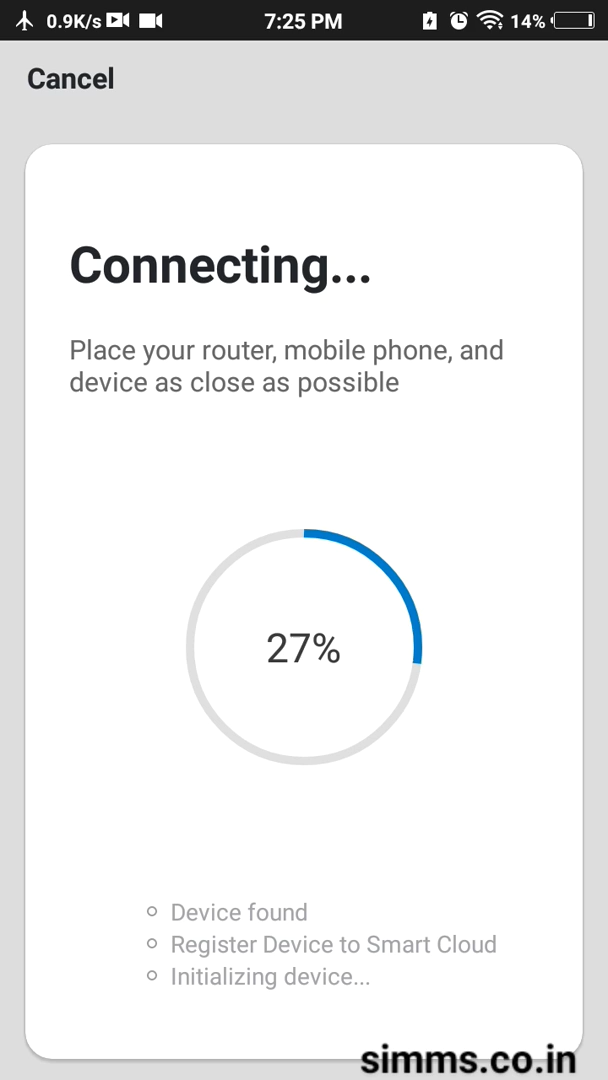 0.9K/s 7:25 PM 14%
Cancel
Connecting...
Place your router, mobile phone, and
device as close as possible
27%
Device found
Register Device to Smart Cloud
Initializing device...
simms.co.in